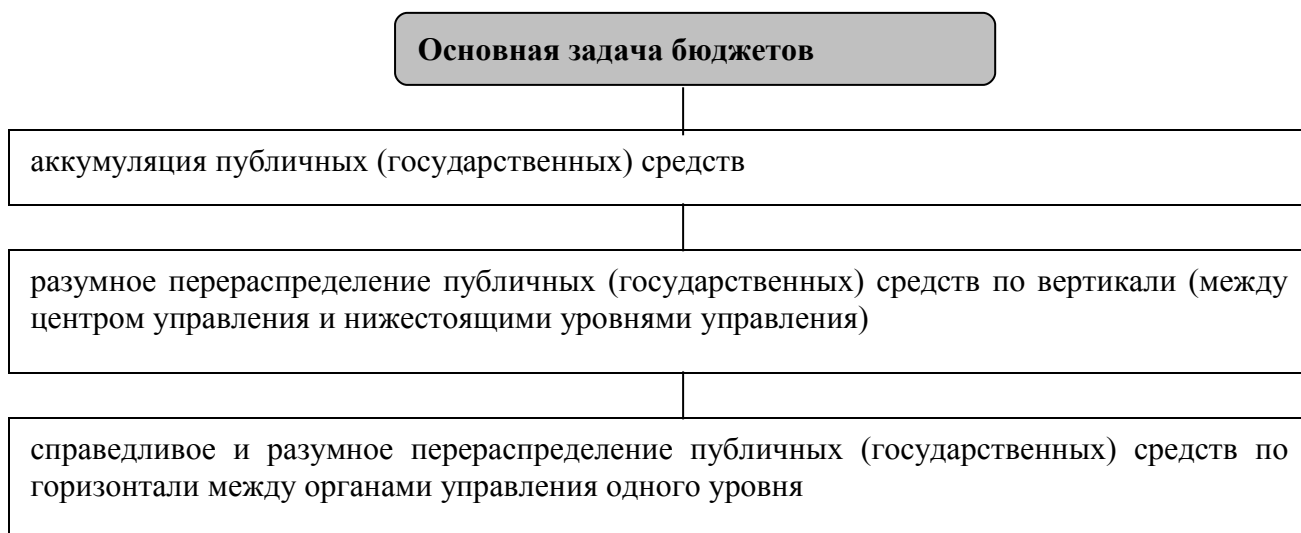 Основная задача бюджетов
аккумуляция публичных (государственных) средств
разумное перераспределение публичных (государственных) средств по вертикали (между
центром управления и нижестоящими уровнями управления)
справедливое и разумное перераспределение публичных (государственных) средств по
горизонтали между органами управления одного уровня